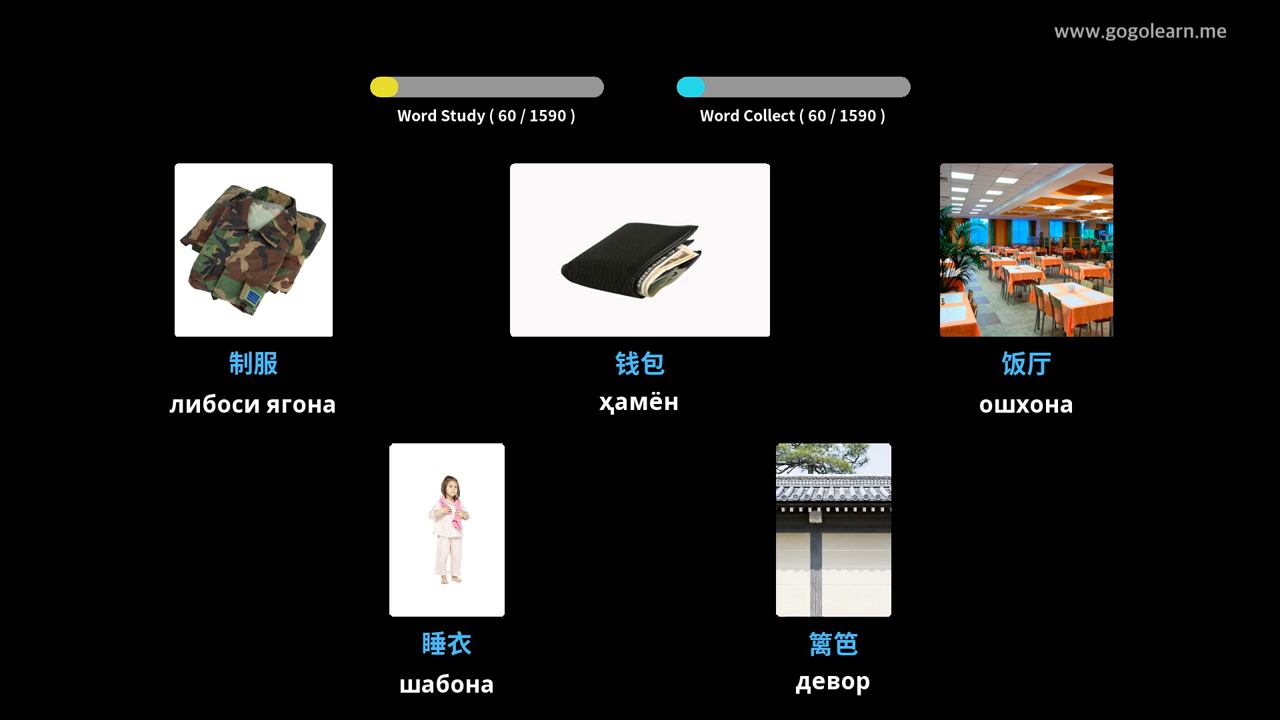 www.gogolearn.me
Word Study ( 60 / 1590 )
Word Collect ( 60 / 1590 )
制服
钱包
饭厅
либоси ягона
ҳамён
ошхона
睡衣
篱笆
шабона
девор